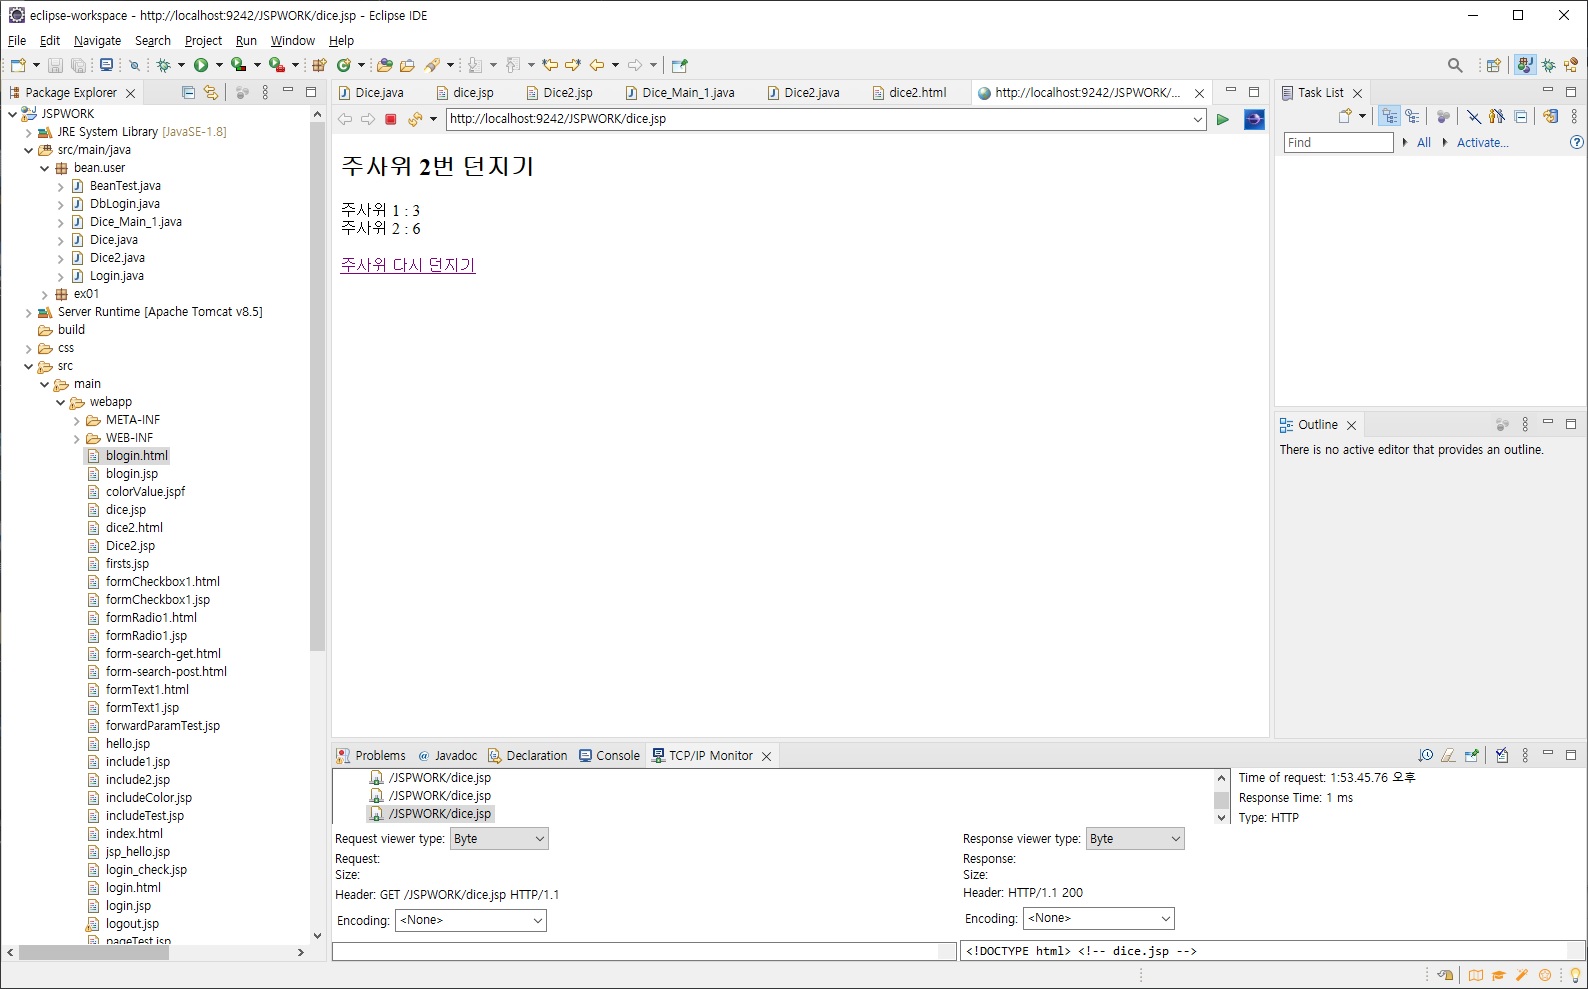 eclipse-workspace - http://localhost:9242/JSPWORK/dice.jsp - Eclipse IDE
File Edit Navigate Search Project Run Window Help
Package Explorer
JSPWORK
JRE System Library [JavaSE-1.8]
src/main/java
bean.user
BeanTest.java
DbLogin.java
Dice_Main_1.java
Dice.java
Dice2.java
Login.java
ex01
Server Runtime [Apache Tomcat v8.5]
build
css
src
main
webapp
META-INF
WEB-INF
blogin.html
blogin.jsp
colorValue.jspf
dice.jsp
dice2.html
Dice2.jsp
firsts.jsp
formCheckbox1.html
formCheckbox1.jsp
formRadio1.html
formRadio1.jsp
form-search-get.html
form-search-post.html
formText1.html
formText1.jsp
forwardParamTest.jsp
hello.jsp
include1.jsp
include2.jsp
includeColor.jsp
includeTest.jsp
index.html
jsp_hello.jsp
login_check.jsp
login.html
login.jsp
logout.jsp
pageTest.jsp
Dice.java dice.jsp Dice2.jsp Dice_Main_1.java Dice2.java dice2.html http://localhost:9242/JSPWORK/...
http://localhost:9242/JSPWORK/dice.jsp
주사위 2번 던지기
주사위 1 : 3
주사위 2 : 6
주사위 다시 던지기
Task List
Find All Activate...
Outline
There is no active editor that provides an outline.
Problems Javadoc Declaration Console TCP/IP Monitor
/JSPWORK/dice.jsp
/JSPWORK/dice.jsp
/JSPWORK/dice.jsp
Time of request: 1:53.45.76 오후
Response Time: 1 ms
Type: HTTP
Request viewer type: Byte
Request:
Size:
Header: GET /JSPWORK/dice.jsp HTTP/1.1
Encoding: <None>
Response viewer type: Byte
Response:
Size:
Header: HTTP/1.1 200
Encoding: <None>
<!DOCTYPE html> <!-- dice.jsp -->